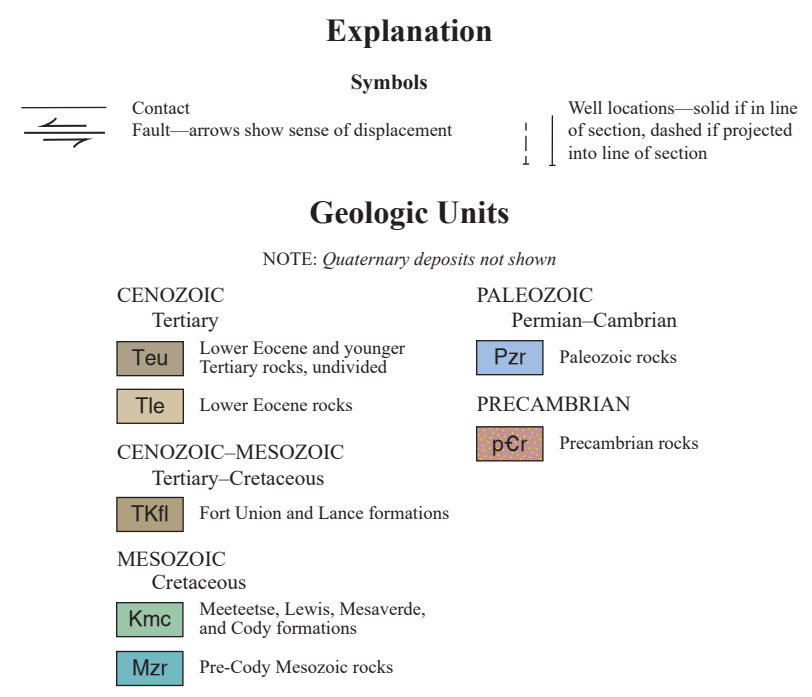 Explanation
Symbols
Contact
Fault—arrows show sense of displacement
Well locations—solid if in line
of section, dashed if projected
into line of section
Geologic Units
NOTE: Quaternary deposits not shown
CENOZOIC
Tertiary
Teu
Lower Eocene and younger
Tertiary rocks, undivided
Tle
Lower Eocene rocks
CENOZOIC–MESOZOIC
Tertiary–Cretaceous
TKfl
Fort Union and Lance formations
MESOZOIC
Cretaceous
Kmc
Meeteetse, Lewis, Mesaverde,
and Cody formations
Mzr
Pre-Cody Mesozoic rocks
PALEOZOIC
Permian–Cambrian
Pzr
Paleozoic rocks
PRECAMBRIAN
p€r
Precambrian rocks